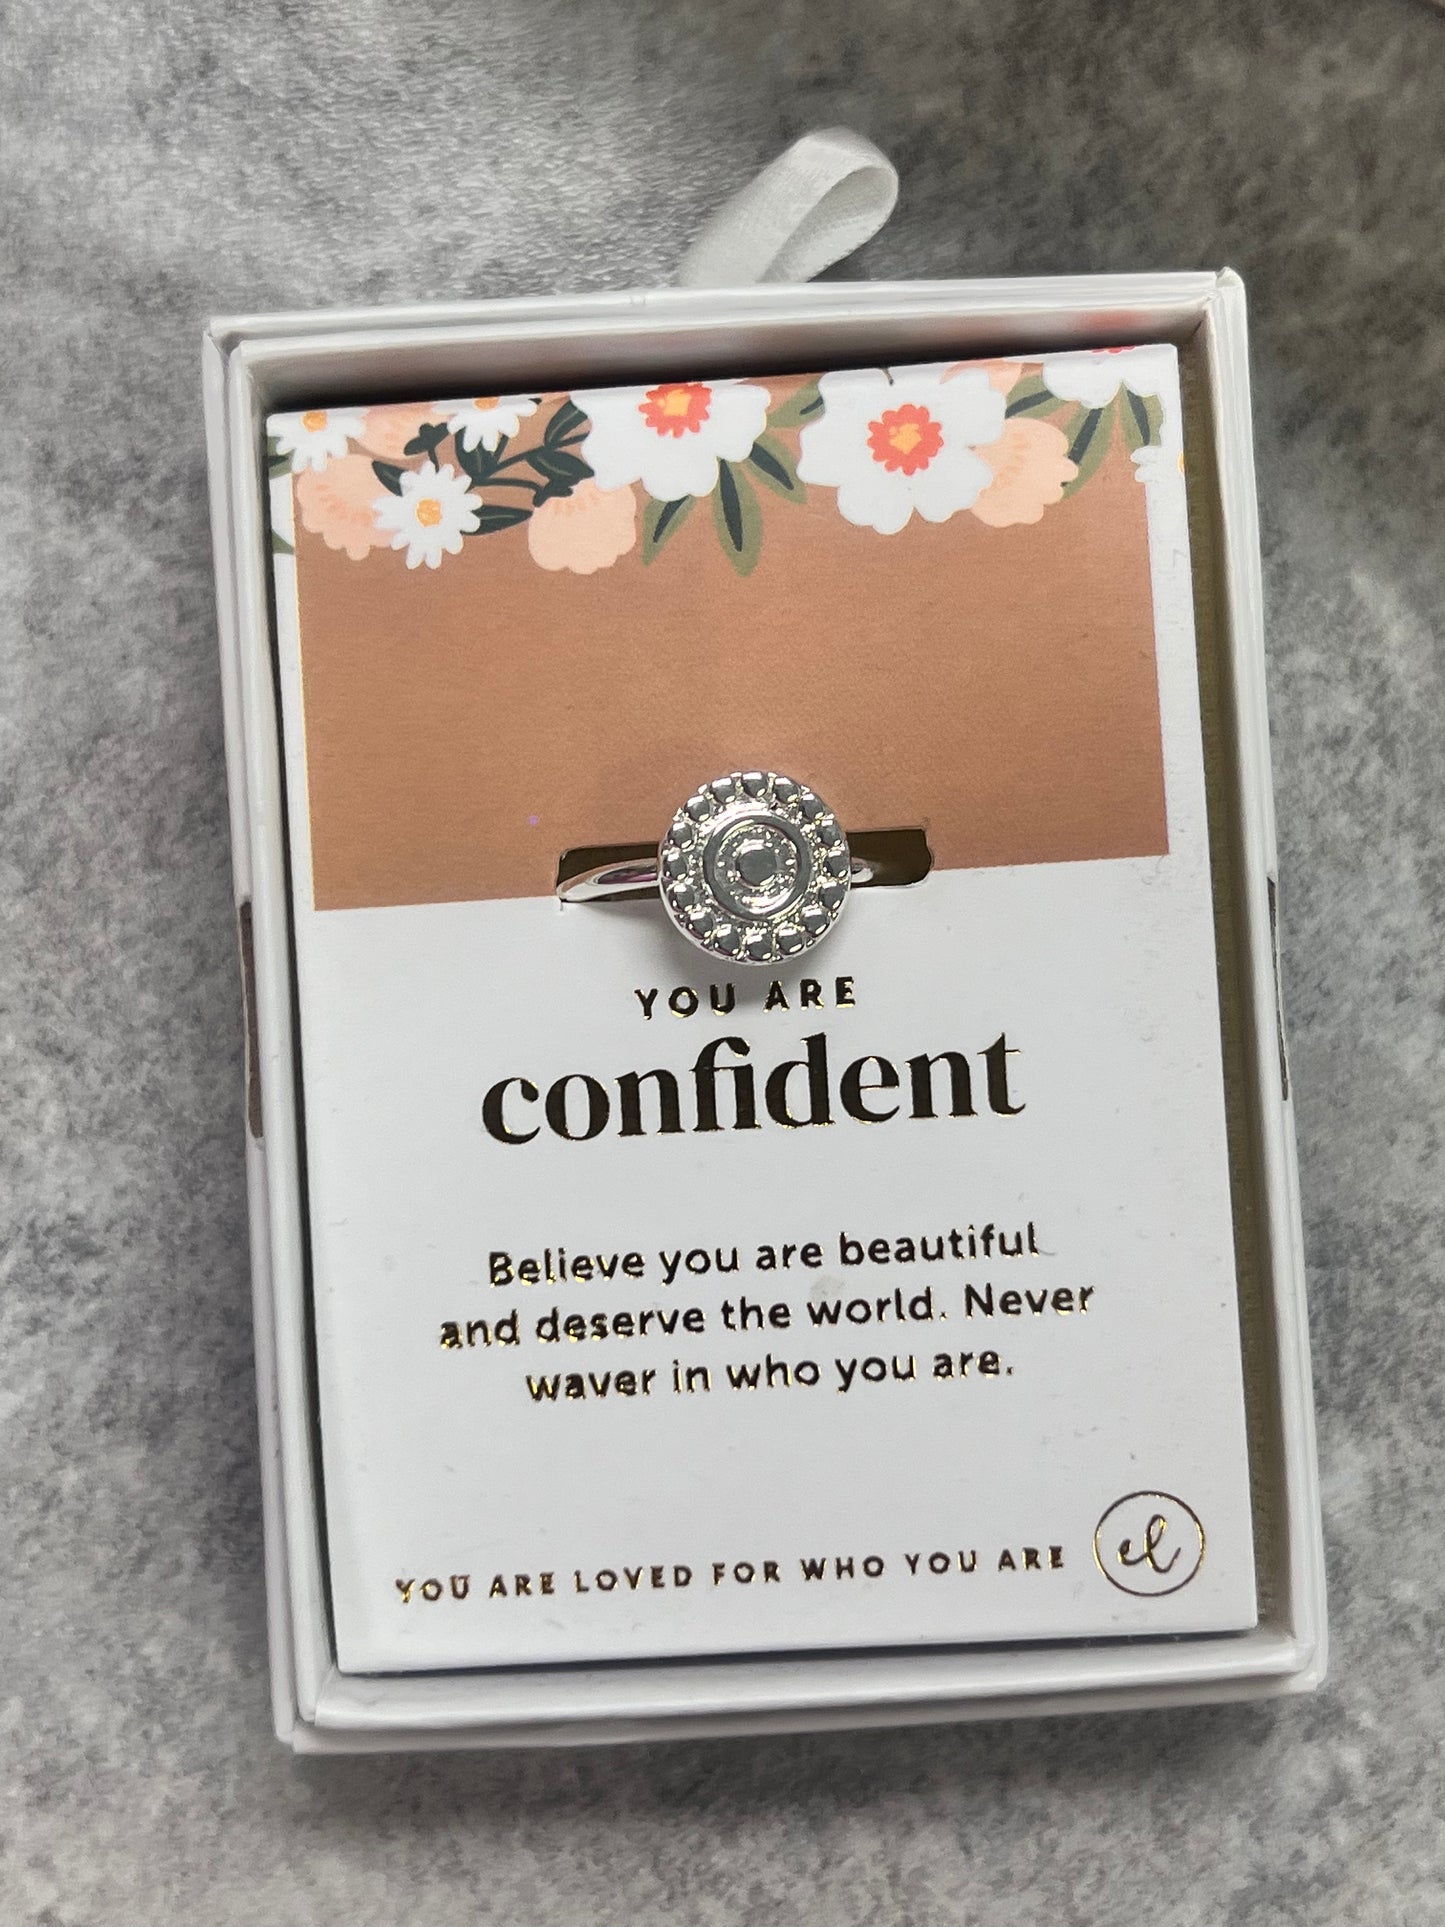 YOU ARE
confident
Believe you are beautiful
and deserve the world. Never
waver in who you are.
YOU ARE LOVED FOR WHO YOU ARE
el